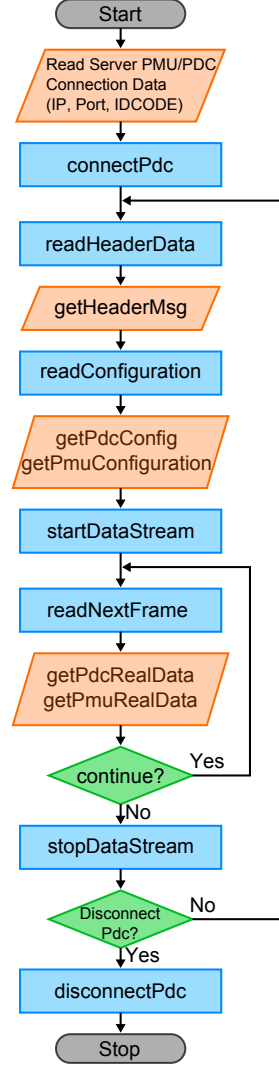 Start
Read Server PMU/PDC
Connection Data
(IP, Port, IDCODE)
connectPdc
readHeaderData
getHeaderMsg
readConfiguration
getPdcConfig
getPmuConfiguration
startDataStream
readNextFrame
getPdcRealData
getPmuRealData
continue?
Yes
No
stopDataStream
Disconnect
Pdc?
No
Yes
disconnectPdc
Stop